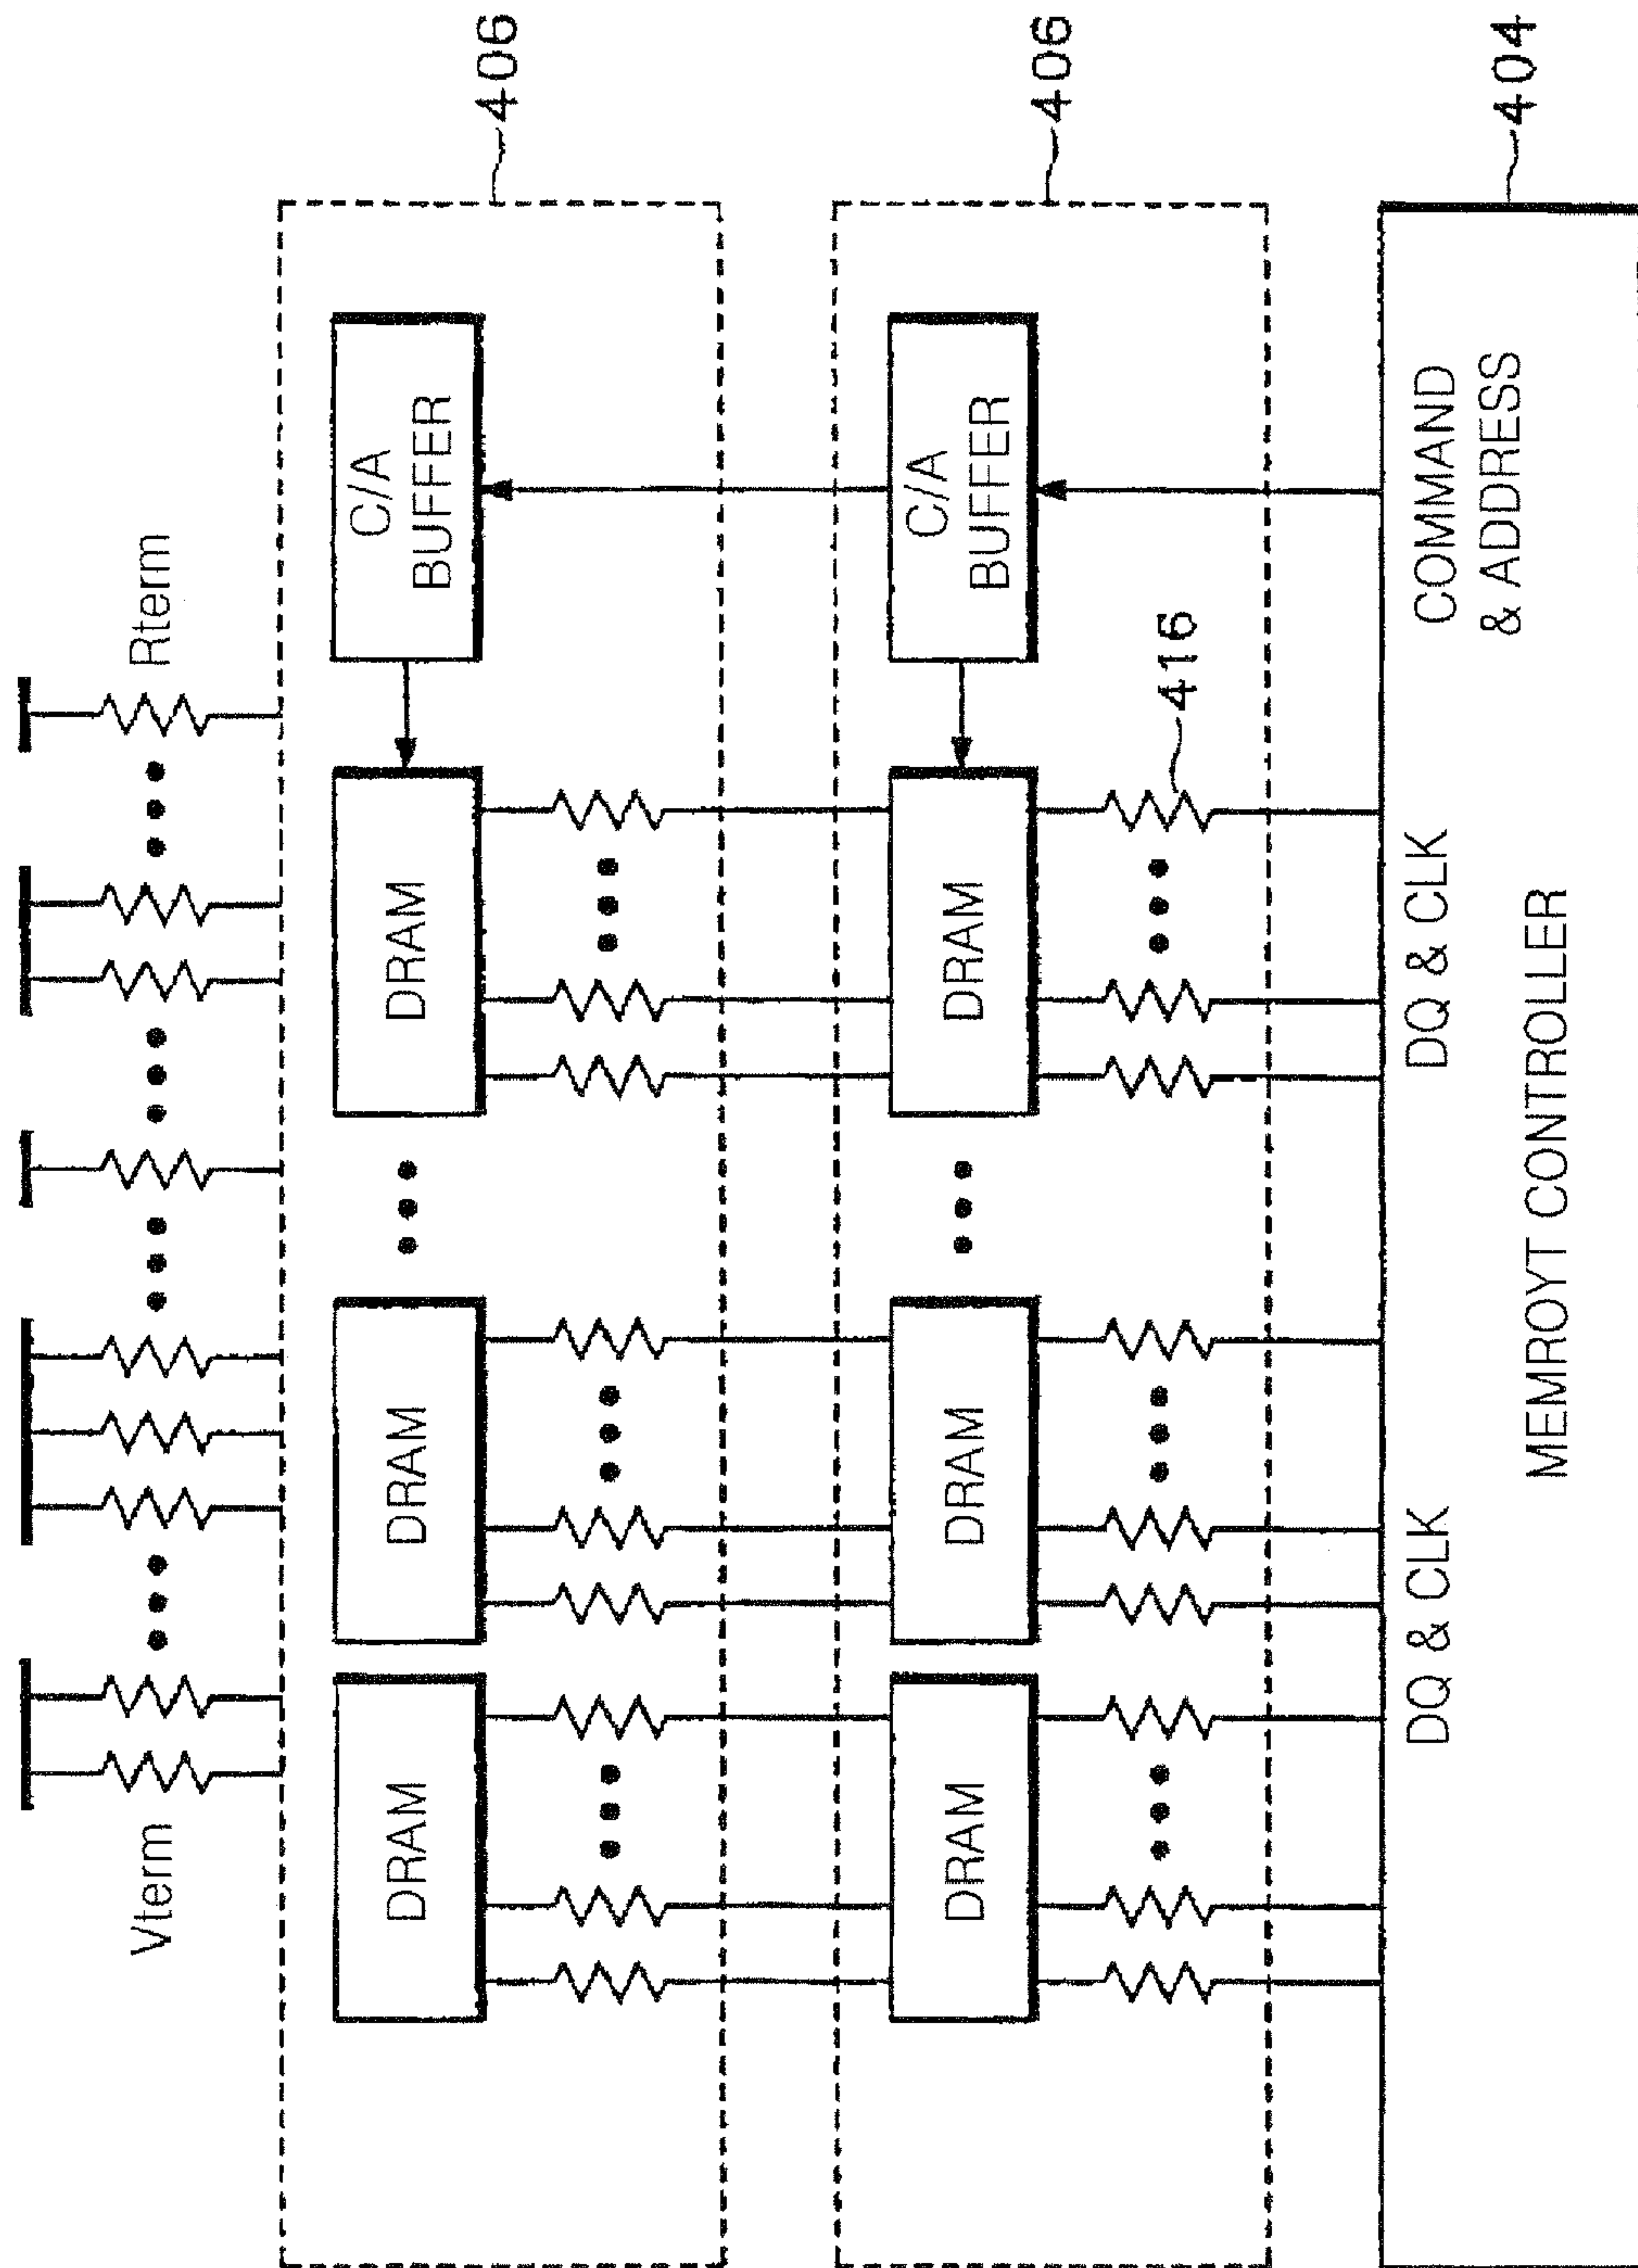 Vterm
Rterm
DRAM
DRAM
DRAM
C/A
BUFFER
406
DRAM
DRAM
DRAM
C/A
BUFFER
406
416
DQ & CLK
DQ & CLK
COMMAND
& ADDRESS
404
MEMROYT CONTROLLER